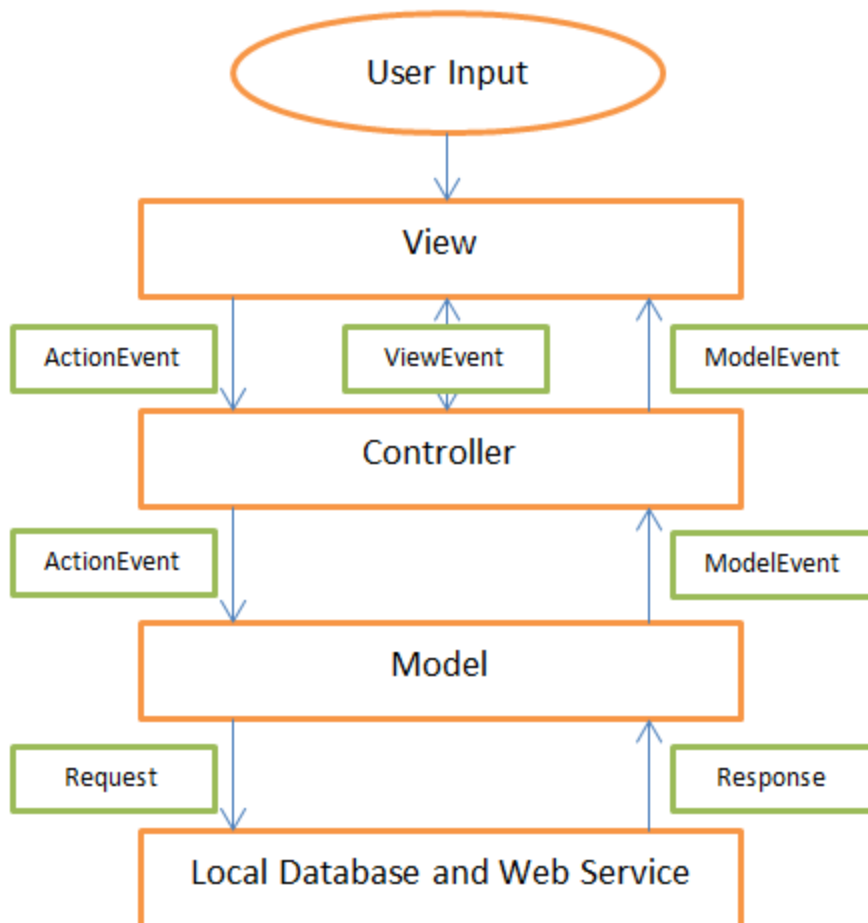 User Input
View
ActionEvent
ViewEvent
ModelEvent
Controller
ActionEvent
ModelEvent
Model
Request
Response
Local Database and Web Service